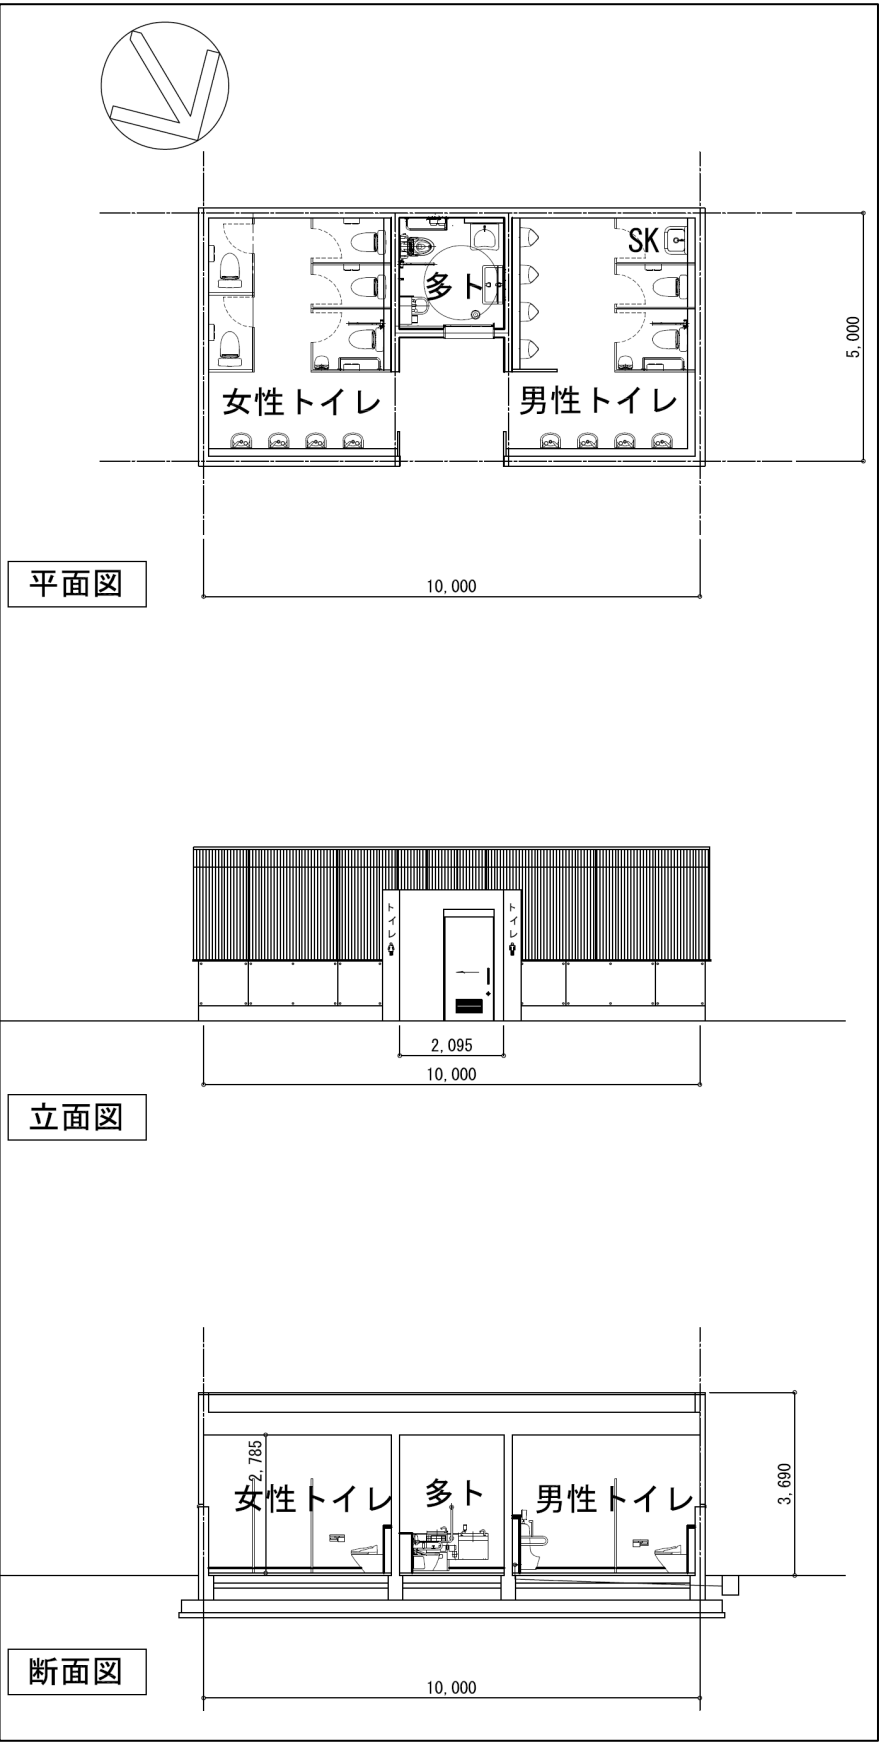 SK
多ト
5,000
女性トイレ
男性トイレ
平面図
10,000
トイレ
トイレ
2,095
10,000
立面図
2,785
女性トイレ
多ト
男性トイレ
3,690
断面図
10,000